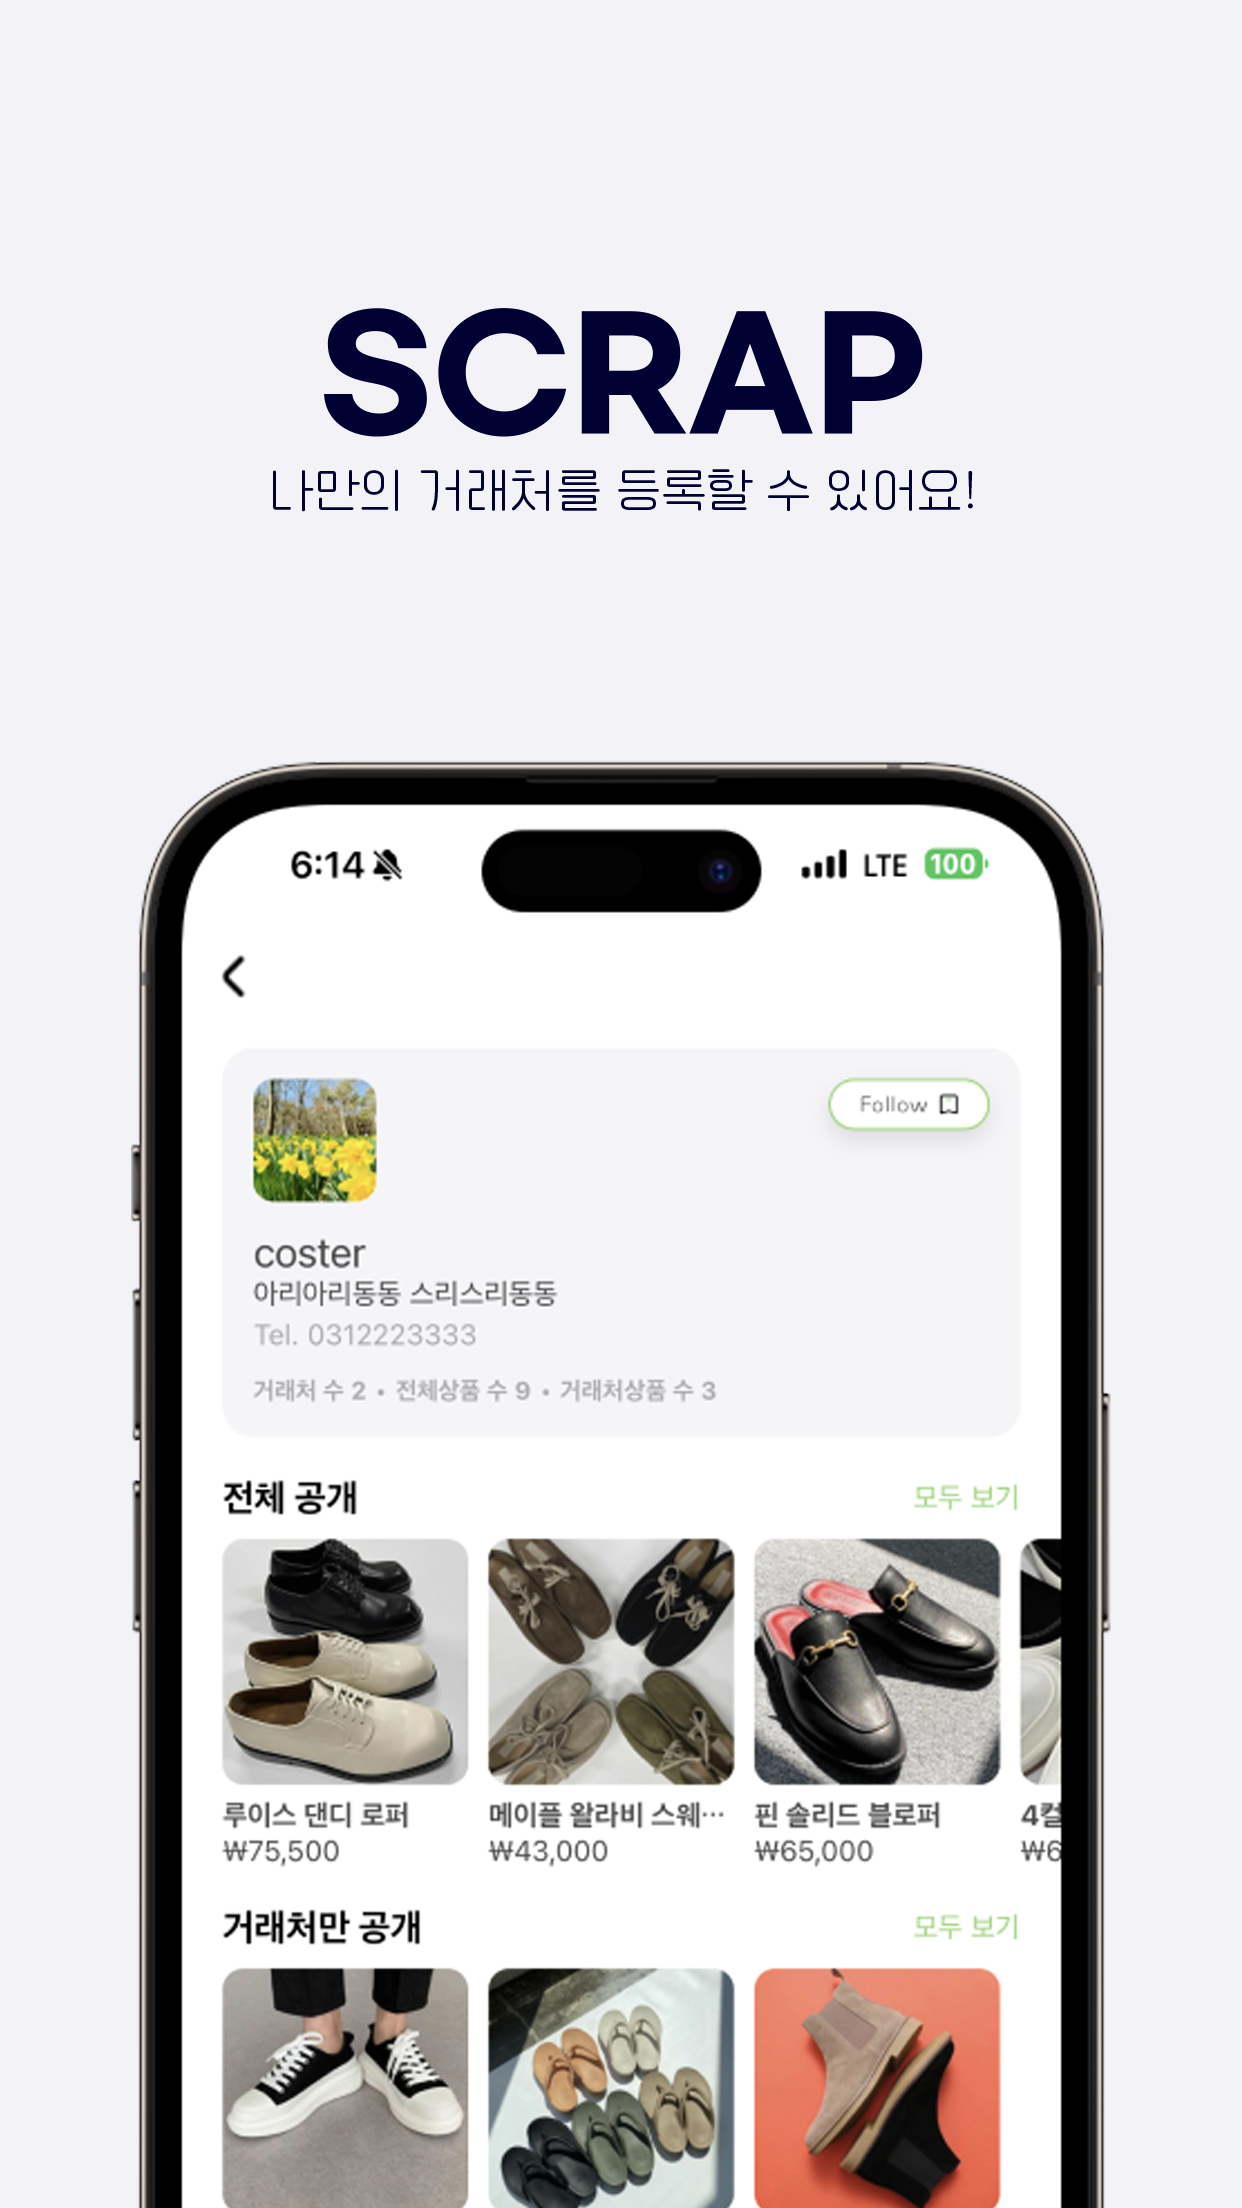 SCRAP
나만의 거래처를 등록할 수 있어요!
6:14
LTE
100
Follow
coster
아리아리동동 스리스리동동
Tel. 0312223333
거래처 수 2 • 전체상품 수 9 • 거래처상품 수 3
전체 공개
모두 보기
루이스 댄디 로퍼
메이플 왈라비 스웨…
핀 솔리드 블로퍼
4컬
₩75,500
₩43,000
₩65,000
₩6
거래처만 공개
모두 보기